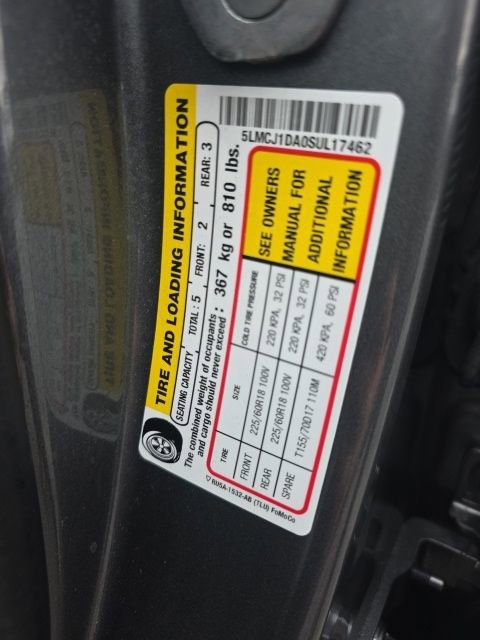 5LMCJ1DA0SUL17462
TIRE AND LOADING INFORMATION
SEATING CAPACITY TOTAL: 5 FRONT: 2 REAR: 3
The combined weight of occupants
and cargo should never exceed : 367 kg or 810 lbs.
TIRE SIZE COLD TIRE PRESSURE SEE OWNERS
FRONT 225/60R18 100V 220 KPA, 32 PSI MANUAL FOR
REAR 225/60R18 100V 220 KPA, 32 PSI ADDITIONAL
SPARE T155/70D17 110M 420 KPA, 60 PSI INFORMATION
RU5A-1532-AB (TLU) FoMoCo